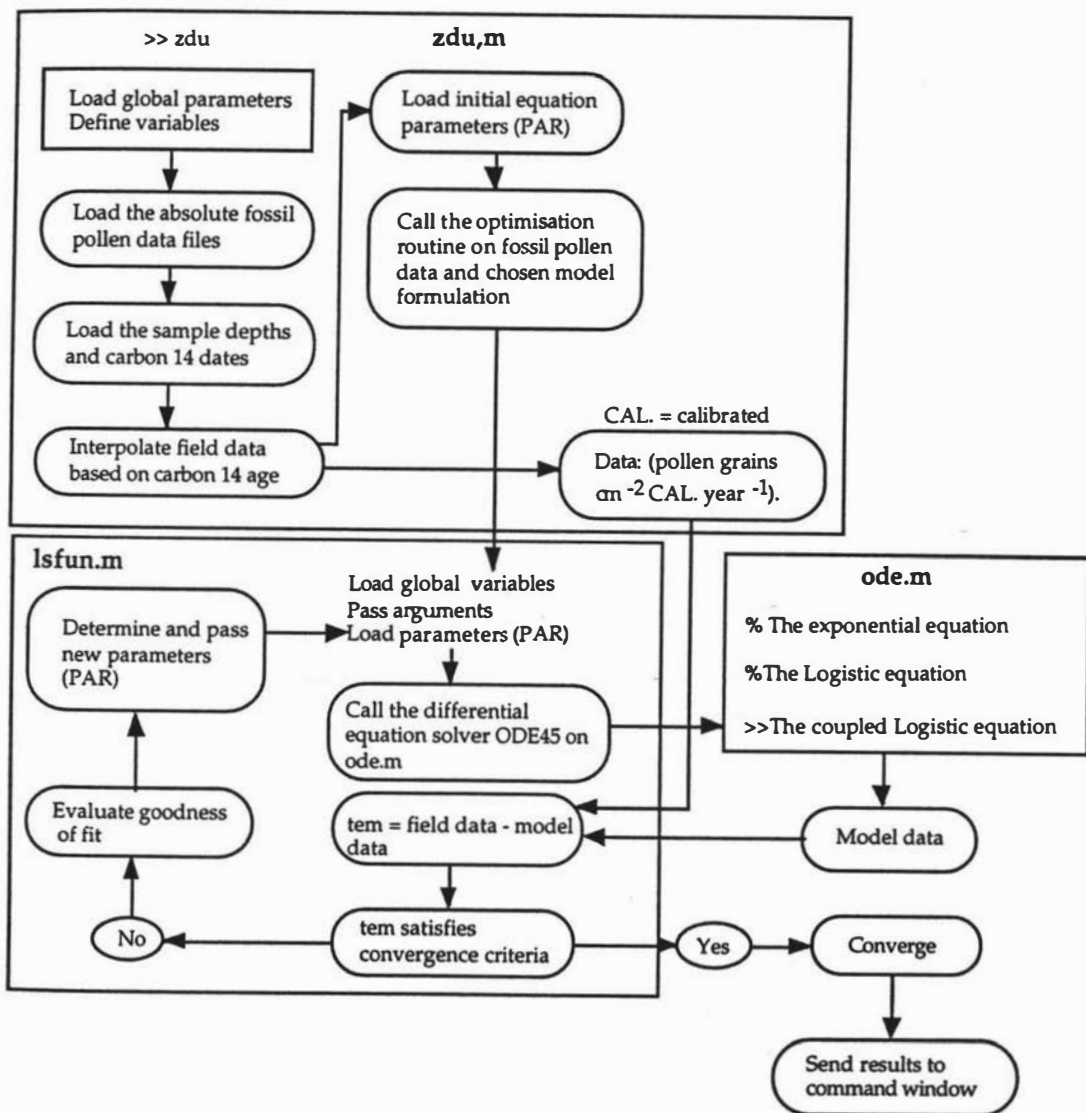 >> zdu
zdu,m
Load global parameters
Define variables
Load the absolute fossil
pollen data files
Load the sample depths
and carbon 14 dates
Interpolate field data
based on carbon 14 age
Load initial equation
parameters (PAR)
Call the optimisation
routine on fossil pollen
data and chosen model
formulation
CAL. = calibrated
Data: (pollen grains
cm -2 CAL. year -1).
lsfun.m
Determine and pass
new parameters
(PAR)
Evaluate goodness
of fit
No
Load global variables
Pass arguments
Load parameters (PAR)
Call the differential
equation solver ODE45 on
ode.m
tem = field data - model
data
tem satisfies
convergence criteria
ode.m
% The exponential equation
%The Logistic equation
>>The coupled Logistic equation
Model data
Yes
Converge
Send results to
command window